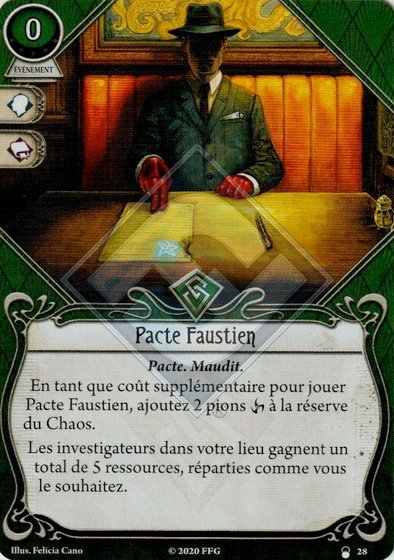 0
ÉVÉNEMENT
Pacte Faustien
Pacte. Maudit.
En tant que coût supplémentaire pour jouer
Pacte Faustien, ajoutez 2 pions à la réserve
du Chaos.
Les investigateurs dans votre lieu gagnent un
total de 5 ressources, réparties comme vous
le souhaitez.
Illus. Felicia Cano © 2020 FFG 28